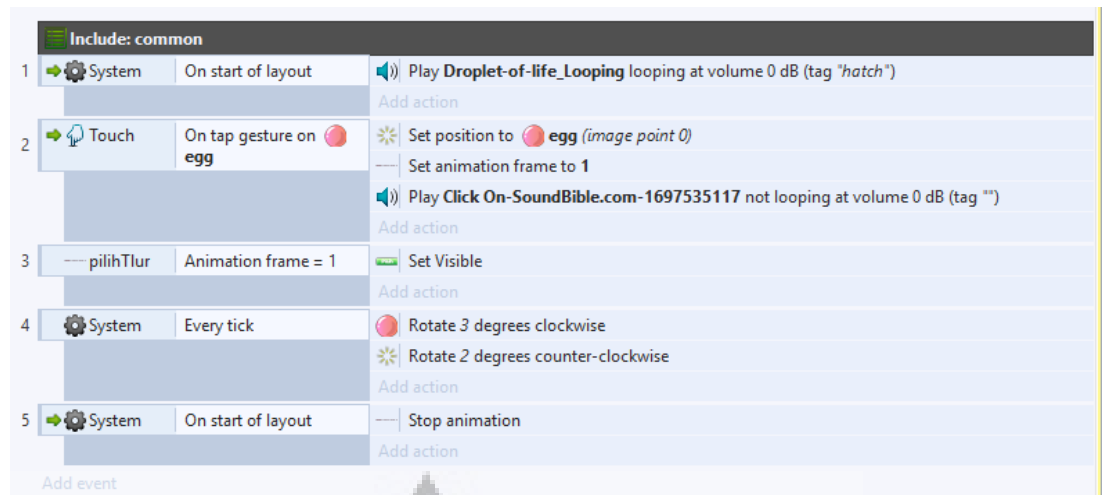 Include: common
1 System On start of layout Play Droplet-of-life_Looping looping at volume 0 dB (tag "hatch")
Add action
2 Touch On tap gesture on egg Set position to egg (image point 0)
Set animation frame to 1
Play Click On-SoundBible.com-1697535117 not looping at volume 0 dB (tag "")
Add action
3 pilihTlur Animation frame = 1 Set Visible
Add action
4 System Every tick Rotate 3 degrees clockwise
Rotate 2 degrees counter-clockwise
Add action
5 System On start of layout Stop animation
Add action
Add event